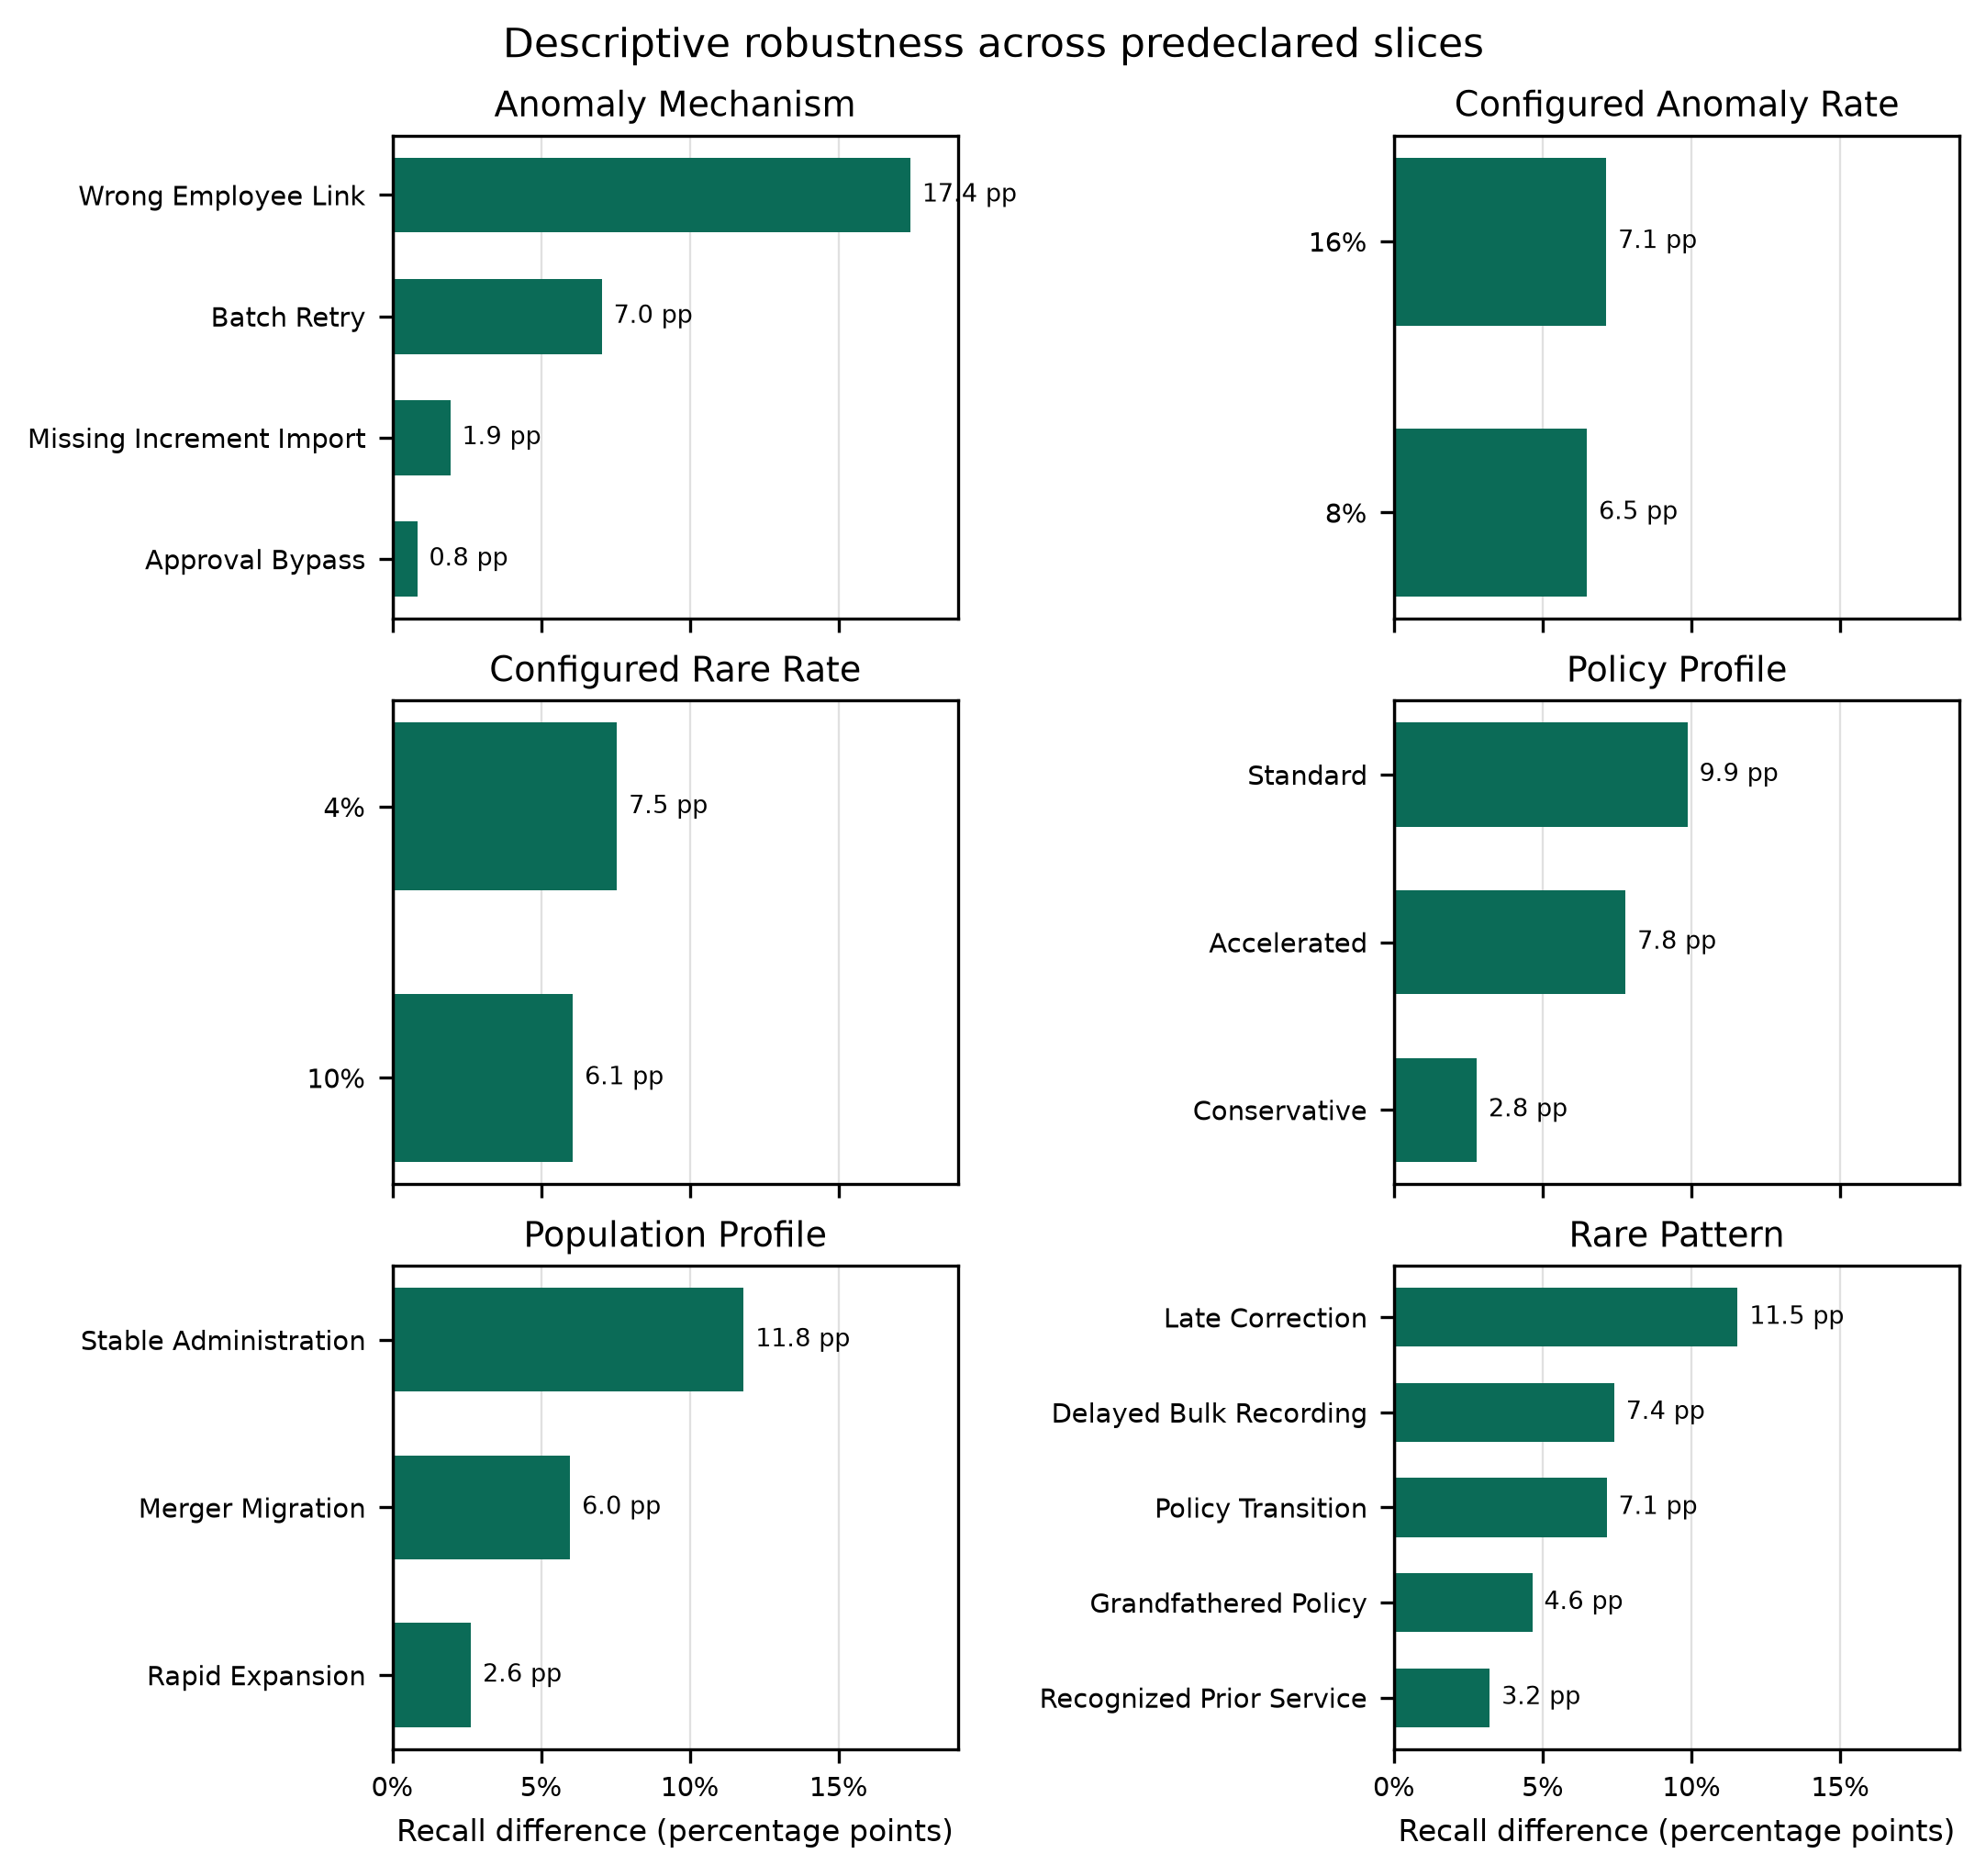 Descriptive robustness across predeclared slices
Anomaly Mechanism
Wrong Employee Link
17.4 pp
Batch Retry
7.0 pp
Missing Increment Import
1.9 pp
Approval Bypass
0.8 pp
Configured Anomaly Rate
16%
7.1 pp
8%
6.5 pp
Configured Rare Rate
4%
7.5 pp
10%
6.1 pp
Policy Profile
Standard
9.9 pp
Accelerated
7.8 pp
Conservative
2.8 pp
Population Profile
Stable Administration
11.8 pp
Merger Migration
6.0 pp
Rapid Expansion
2.6 pp
0% 5% 10% 15%
Recall difference (percentage points)
Rare Pattern
Late Correction
11.5 pp
Delayed Bulk Recording
7.4 pp
Policy Transition
7.1 pp
Grandfathered Policy
4.6 pp
Recognized Prior Service
3.2 pp
0% 5% 10% 15%
Recall difference (percentage points)